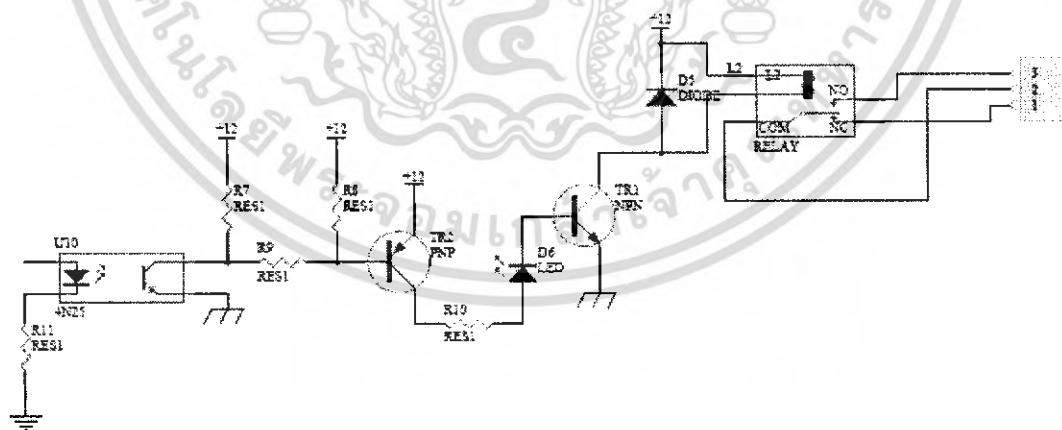 +12
L2
L2
D5
DIODE
NO
COM
NC
RELAY
3
2
1
+12
+12
+12
R7
RES1
R8
RES1
TR1
NPN
U10
R9
RES1
TR2
PNP
D6
LED
4N25
R10
RES1
R11
RES1